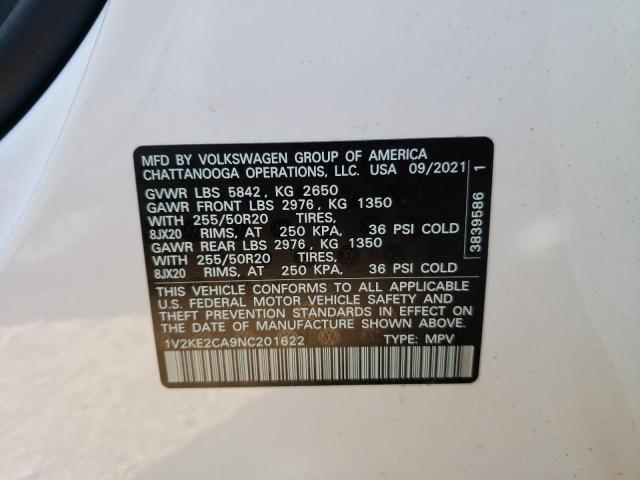 MFD BY VOLKSWAGEN GROUP OF AMERICA
CHATTANOOGA OPERATIONS, LLC. USA 09/2021
GVWR LBS 5842, KG 2650
GAWR FRONT LBS 2976, KG 1350
WITH 255/50R20 TIRES,
8JX20 RIMS, AT 250 KPA, 36 PSI COLD
GAWR REAR LBS 2976, KG 1350
WITH 255/50R20 TIRES,
8JX20 RIMS, AT 250 KPA, 36 PSI COLD
THIS VEHICLE CONFORMS TO ALL APPLICABLE
U.S. FEDERAL MOTOR VEHICLE SAFETY AND
THEFT PREVENTION STANDARDS IN EFFECT ON
THE DATE OF MANUFACTURE SHOWN ABOVE.
1V2KE2CA9NC201622 TYPE: MPV
3839586 1